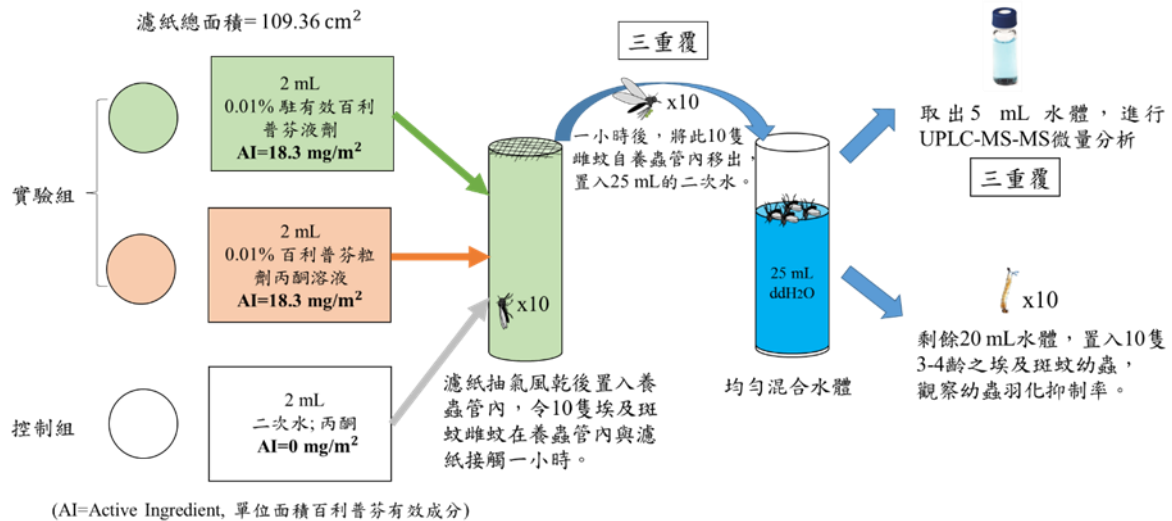 濾紙總面積= 109.36 cm²
實驗組
2 mL
0.01% 駐有效百利
普芬液劑
AI=18.3 mg/m²
2 mL
0.01% 百利普芬粒
劑丙酮溶液
AI=18.3 mg/m²
控制組
2 mL
二次水; 丙酮
AI=0 mg/m²
(AI=Active Ingredient, 單位面積百利普芬有效成分)
x10
濾紙抽氣風乾後置入養
蟲管內，令10隻埃及斑
蚊雌蚊在養蟲管內與濾
紙接觸一小時。
三重覆
x10
一小時後，將此10隻
雌蚊自養蟲管內移出，
置入25 mL的二次水。
25 mL
ddH2O
均勻混合水體
取出5 mL 水體，進行
UPLC-MS-MS微量分析
三重覆
x10
剩餘20 mL水體，置入10隻
3-4齡之埃及斑蚊幼蟲，
觀察幼蟲羽化抑制率。